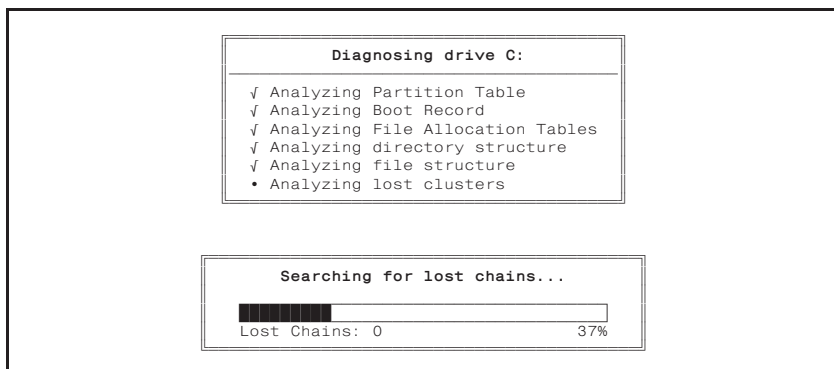 Diagnosing drive C:
√ Analyzing Partition Table
√ Analyzing Boot Record
√ Analyzing File Allocation Tables
√ Analyzing directory structure
√ Analyzing file structure
• Analyzing lost clusters
Searching for lost chains...
Lost Chains: 0 37%